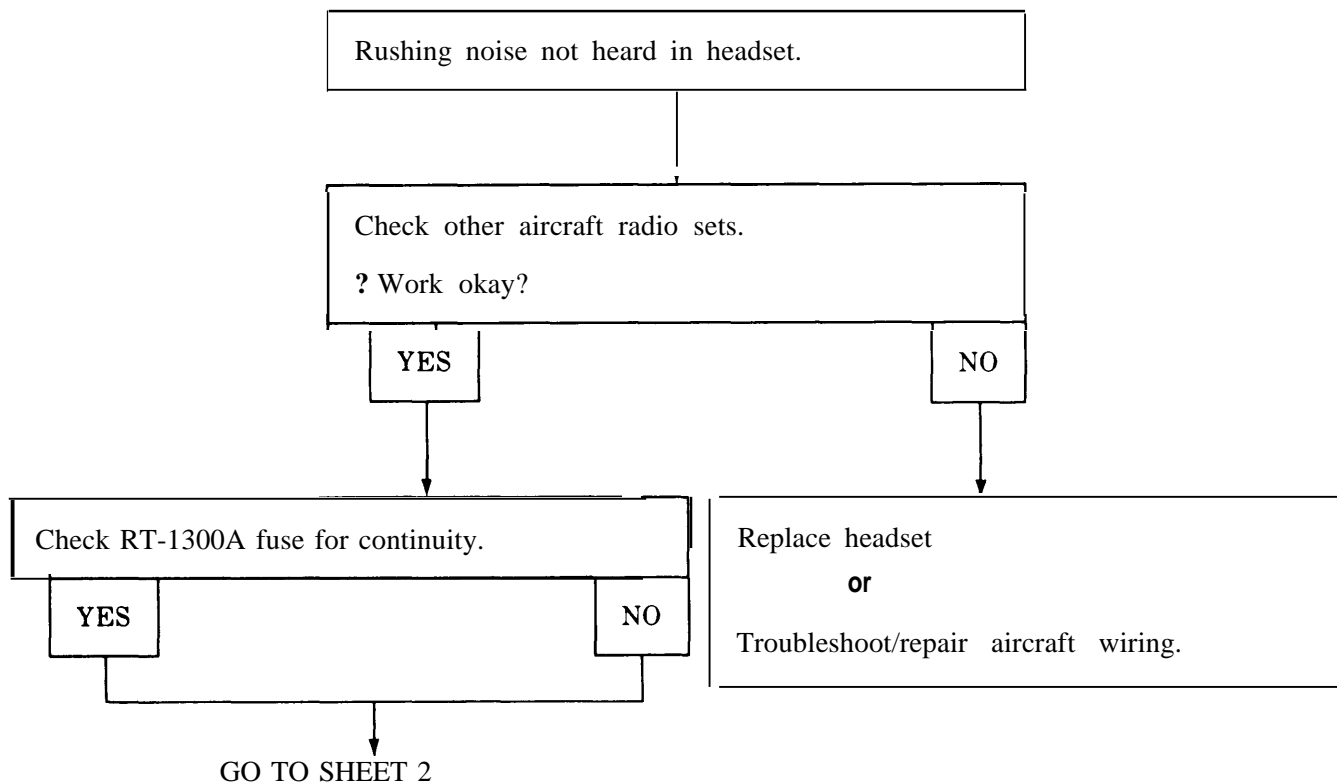 Rushing noise not heard in headset.
Check other aircraft radio sets.
? Work okay?
YES
NO
Check RT-1300A fuse for continuity.
YES
NO
Replace headset
or
Troubleshoot/repair aircraft wiring.
GO TO SHEET 2